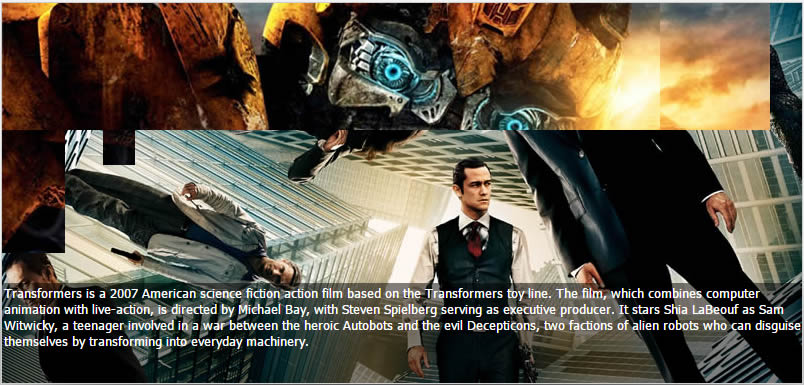 Transformers is a 2007 American science fiction action film based on the Transformers toy line. The film, which combines computer
animation with live-action, is directed by Michael Bay, with Steven Spielberg serving as executive producer. It stars Shia LaBeouf as Sam
Witwicky, a teenager involved in a war between the heroic Autobots and the evil Decepticons, two factions of alien robots who can disguise
themselves by transforming into everyday machinery.